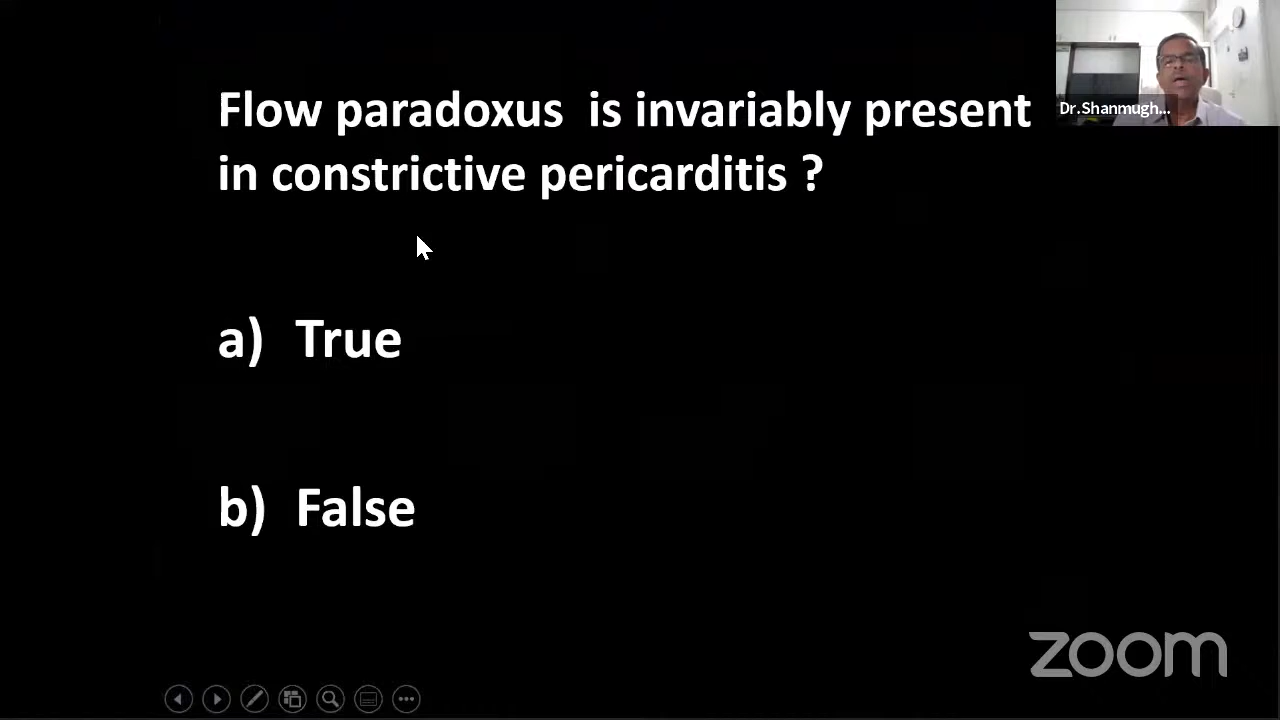 Flow paradoxus is invariably present
in constrictive pericarditis ?
a) True
b) False
Dr.Shanmugh...
zoom